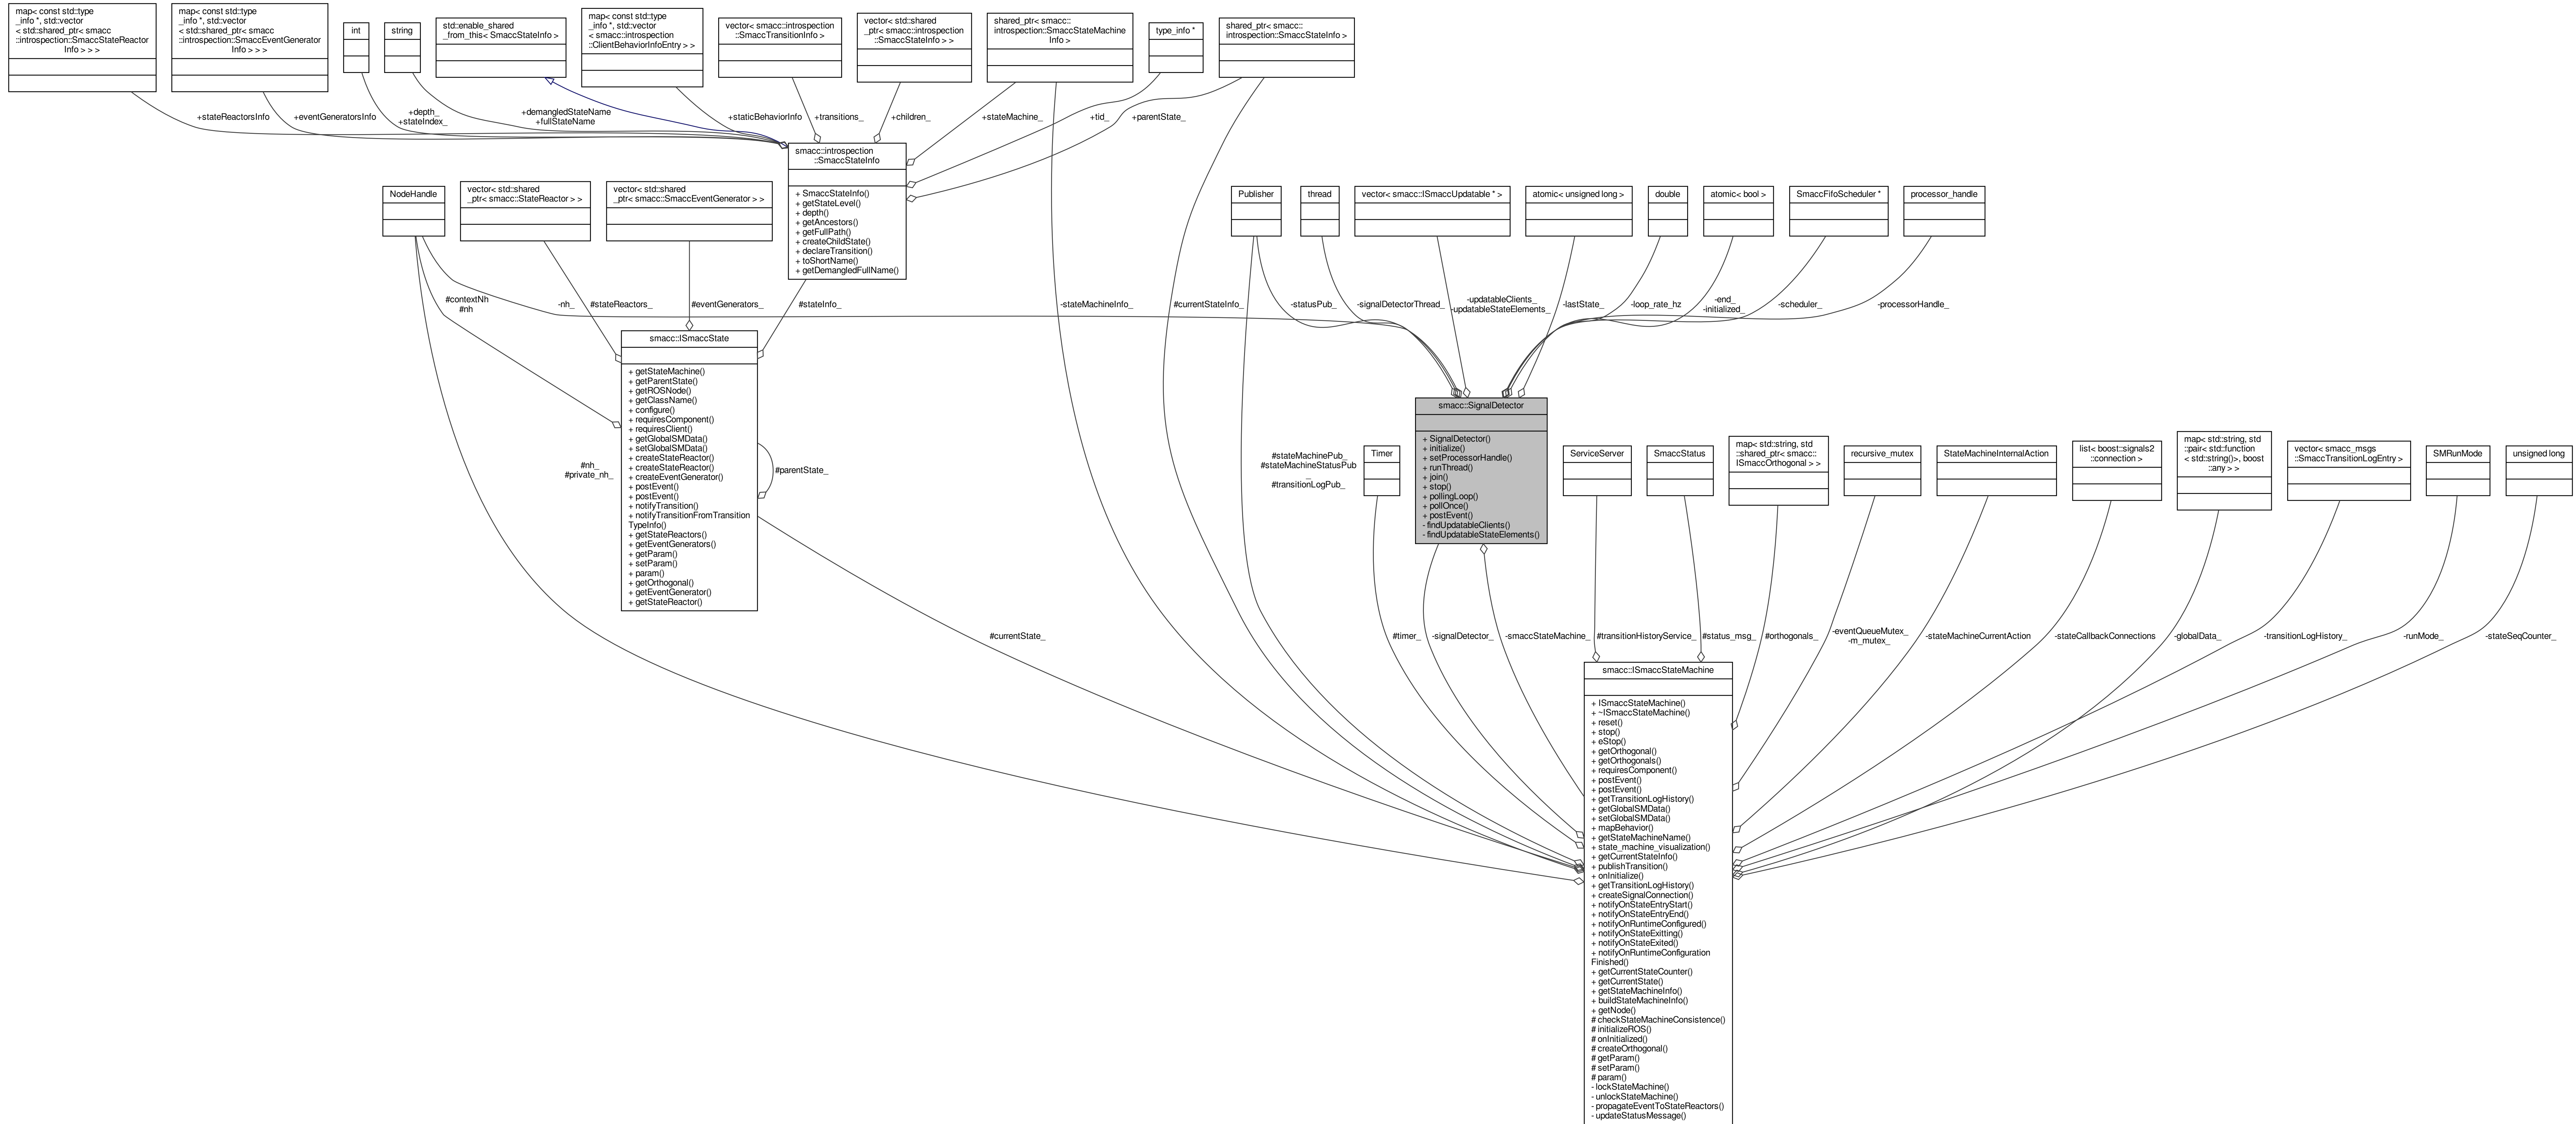 map< const std::type
_info *, std::vector
< std::shared_ptr< smacc
::introspection::SmaccStateReactor
Info > > >
map< const std::type
_info *, std::vector
< std::shared_ptr< smacc
::introspection::SmaccEventGenerator
Info > > >
int
string
std::enable_shared
_from_this< SmaccStateInfo >
map< const std::type
_info *, std::vector
< smacc::introspection
::ClientBehaviorInfoEntry > >
vector< smacc::introspection
::SmaccTransitionInfo >
vector< std::shared
_ptr< smacc::introspection
::SmaccStateInfo > >
shared_ptr< smacc::
introspection::SmaccStateMachine
Info >
type_info *
shared_ptr< smacc::
introspection::SmaccStateInfo >
+stateReactorsInfo
+eventGeneratorsInfo
+depth_
+stateIndex_
+demangledStateName
+fullStateName
+staticBehaviorInfo
+transitions_
+children_
+stateMachine_
+tid_
+parentState_
smacc::introspection
::SmaccStateInfo
+ SmaccStateInfo()
+ getStateLevel()
+ depth()
+ getAncestors()
+ getFullPath()
+ createChildState()
+ declareTransition()
+ toShortName()
+ getDemangledFullName()
NodeHandle
vector< std::shared
_ptr< smacc::StateReactor > >
vector< std::shared
_ptr< smacc::SmaccEventGenerator > >
Publisher
thread
vector< smacc::ISmaccUpdatable * >
atomic< unsigned long >
double
atomic< bool >
SmaccFifoScheduler *
processor_handle
#contextNh
#nh
-nh_
#stateReactors_
#eventGenerators_
#stateInfo_
-stateMachineInfo_
#currentStateInfo_
-statusPub_
-signalDetectorThread_
-updatableClients_
-updatableStateElements_
-lastState_
-loop_rate_hz
-end_
-initialized_
-scheduler_
-processorHandle_
smacc::ISmaccState
+ getStateMachine()
+ getParentState()
+ getROSNode()
+ getClassName()
+ configure()
+ requiresComponent()
+ requiresClient()
+ getGlobalSMData()
+ setGlobalSMData()
+ createStateReactor()
+ createStateReactor()
+ createEventGenerator()
+ postEvent()
+ postEvent()
+ notifyTransition()
+ notifyTransitionFromTransition
TypeInfo()
+ getStateReactors()
+ getEventGenerators()
+ getParam()
+ setParam()
+ param()
+ getOrthogonal()
+ getEventGenerator()
+ getStateReactor()
#parentState_
#nh_
#private_nh_
#stateMachinePub_
#stateMachineStatusPub
_
#transitionLogPub_
smacc::SignalDetector
+ SignalDetector()
+ initialize()
+ setProcessorHandle()
+ runThread()
+ join()
+ stop()
+ pollingLoop()
+ pollOnce()
+ postEvent()
- findUpdatableClients()
- findUpdatableStateElements()
Timer
ServiceServer
SmaccStatus
map< std::string, std
::shared_ptr< smacc::
ISmaccOrthogonal > >
recursive_mutex
StateMachineInternalAction
list< boost::signals2
::connection >
map< std::string, std
::pair< std::function
< std::string()>, boost
::any > >
vector< smacc_msgs
::SmaccTransitionLogEntry >
SMRunMode
unsigned long
#currentState_
#timer_
-signalDetector_
-smaccStateMachine_
#transitionHistoryService_
#status_msg_
#orthogonals_
-eventQueueMutex_
-m_mutex_
-stateMachineCurrentAction
-stateCallbackConnections
-globalData_
-transitionLogHistory_
-runMode_
-stateSeqCounter_
smacc::ISmaccStateMachine
+ ISmaccStateMachine()
+ ~ISmaccStateMachine()
+ reset()
+ stop()
+ eStop()
+ getOrthogonal()
+ getOrthogonals()
+ requiresComponent()
+ postEvent()
+ postEvent()
+ getTransitionLogHistory()
+ getGlobalSMData()
+ setGlobalSMData()
+ mapBehavior()
+ getStateMachineName()
+ state_machine_visualization()
+ getCurrentStateInfo()
+ publishTransition()
+ onInitialize()
+ getTransitionLogHistory()
+ createSignalConnection()
+ notifyOnStateEntryStart()
+ notifyOnStateEntryEnd()
+ notifyOnRuntimeConfigured()
+ notifyOnStateExitting()
+ notifyOnStateExited()
+ notifyOnRuntimeConfiguration
Finished()
+ getCurrentStateCounter()
+ getCurrentState()
+ getStateMachineInfo()
+ buildStateMachineInfo()
+ getNode()
# checkStateMachineConsistence()
# initializeROS()
# onInitialized()
# createOrthogonal()
# getParam()
# setParam()
# param()
- lockStateMachine()
- unlockStateMachine()
- propagateEventToStateReactors()
- updateStatusMessage()